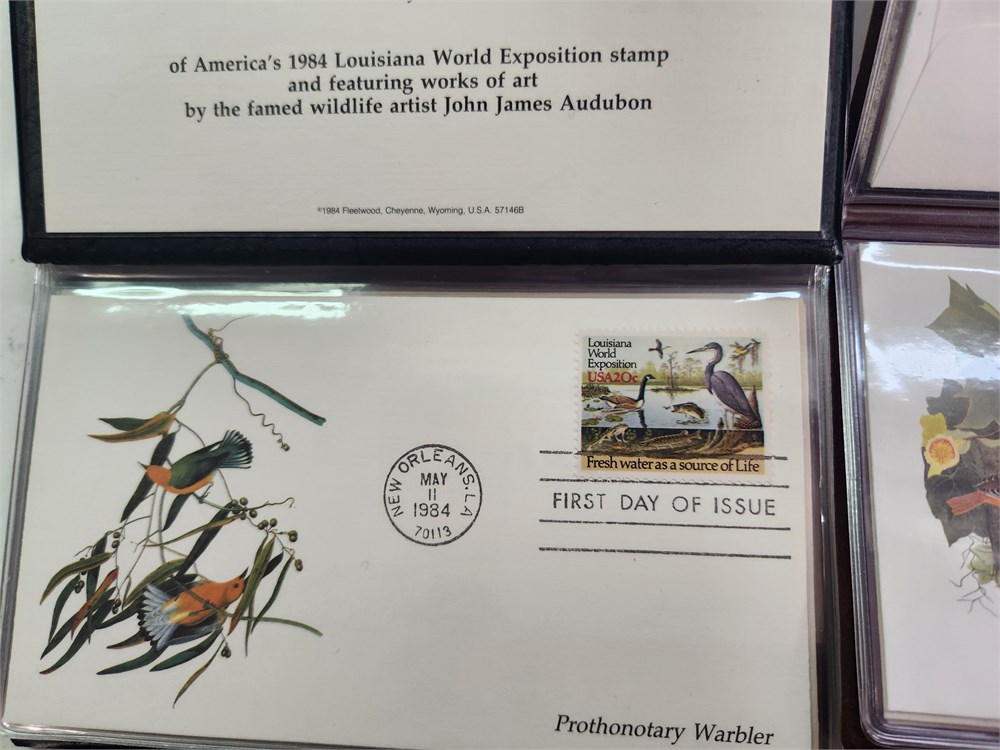 of America's 1984 Louisiana World Exposition stamp
and featuring works of art
by the famed wildlife artist John James Audubon
©1984 Fleetwood, Cheyenne, Wyoming, U.S.A. 57146B
Louisiana
World
Exposition
USA20c
Fresh water as a source of Life
NEW ORLEANS, LA
MAY
11
1984
70113
FIRST DAY OF ISSUE
Prothonotary Warbler